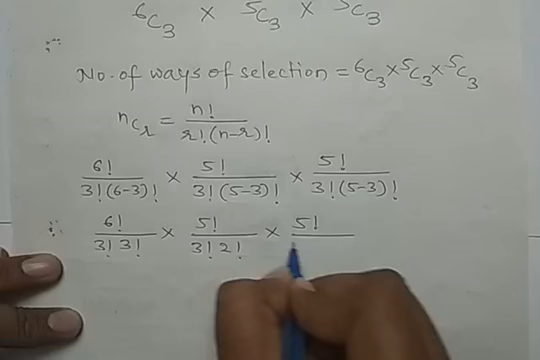 ⁶C₃ × ⁵C₃ × ⁵C₃
∴
No. of ways of selection = ⁶C₃ × ⁵C₃ × ⁵C₃
ⁿCᵣ = n! / r!(n-r)!
6! / 3!(6-3)! × 5! / 3!(5-3)! × 5! / 3!(5-3)!
∴ 6! / 3! 3! × 5! / 3! 2! × 5! /